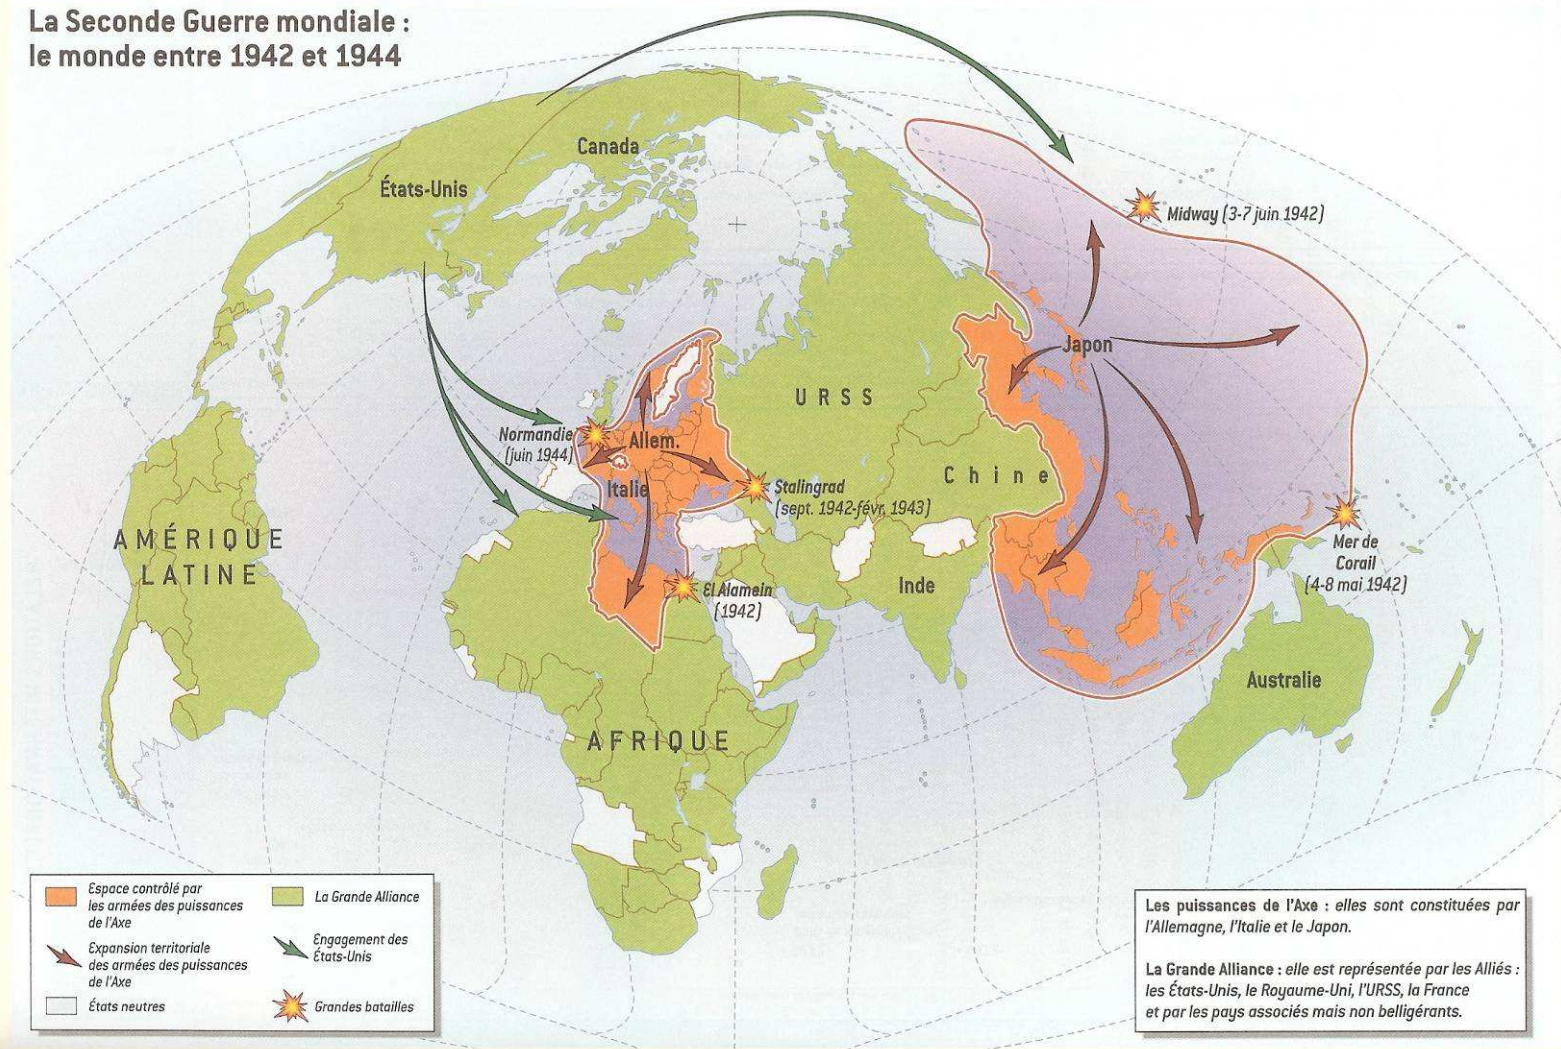 La Seconde Guerre mondiale :
le monde entre 1942 et 1944
Canada
États-Unis
Midway (3-7 juin 1942)
Japon
URSS
Normandie
(juin 1944)
Allem.
Italie
Stalingrad
(sept. 1942-févr. 1943)
Chine
AMÉRIQUE
LATINE
El Alamein
(1942)
Inde
Mer de
Corail
(4-8 mai 1942)
Australie
AFRIQUE
Espace contrôlé par
les armées des puissances
de l'Axe
Expansion territoriale
des armées des puissances
de l'Axe
États neutres
La Grande Alliance
Engagement des
États-Unis
Grandes batailles
Les puissances de l'Axe : elles sont constituées par
l'Allemagne, l'Italie et le Japon.
La Grande Alliance : elle est représentée par les Alliés :
les États-Unis, le Royaume-Uni, l'URSS, la France
et par les pays associés mais non belligérants.